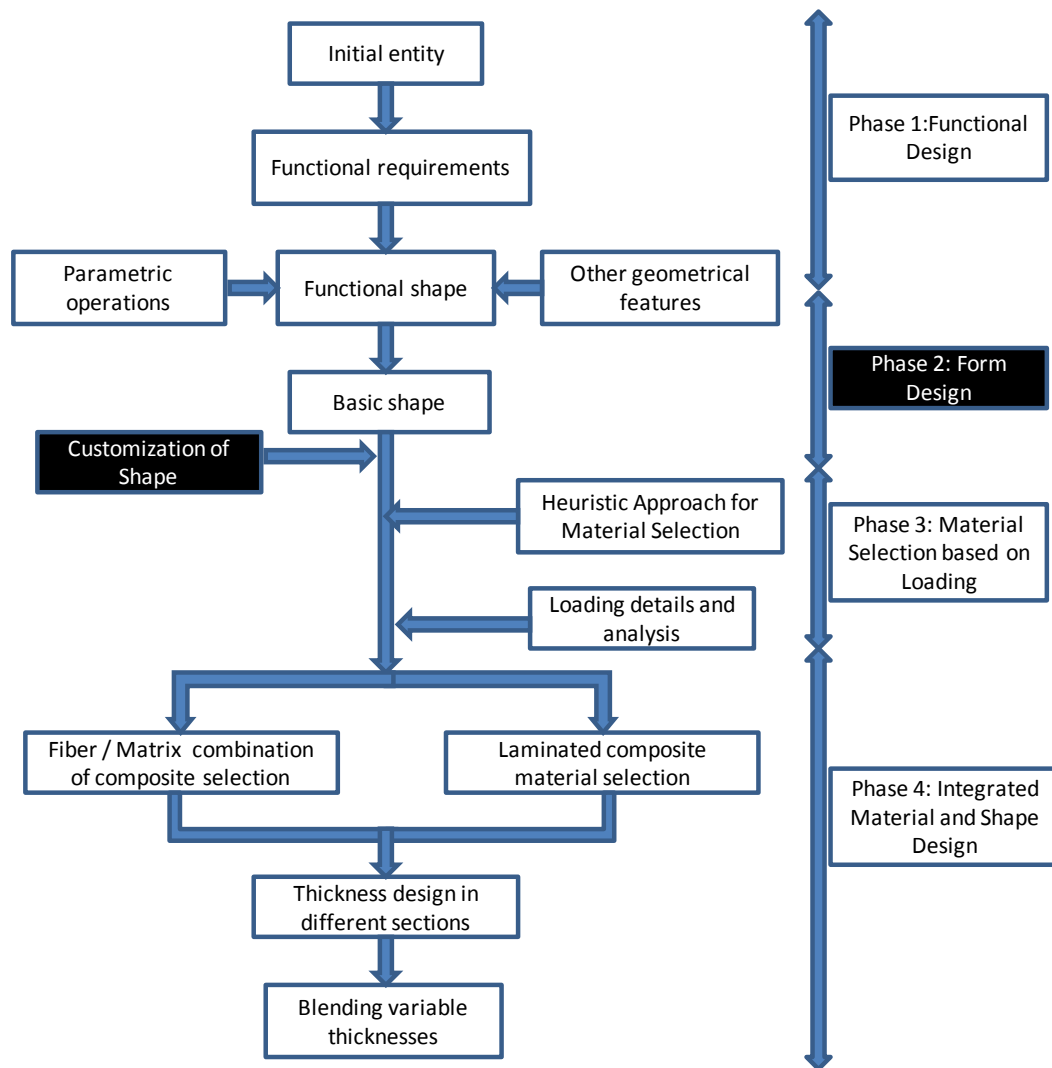 Initial entity
Phase 1:Functional
Design
Functional requirements
Parametric
operations
Functional shape
Other geometrical
features
Phase 2: Form
Design
Basic shape
Customization of
Shape
Heuristic Approach for
Material Selection
Phase 3: Material
Selection based on
Loading
Loading details and
analysis
Fiber / Matrix combination
of composite selection
Laminated composite
material selection
Phase 4: Integrated
Material and Shape
Design
Thickness design in
different sections
Blending variable
thicknesses